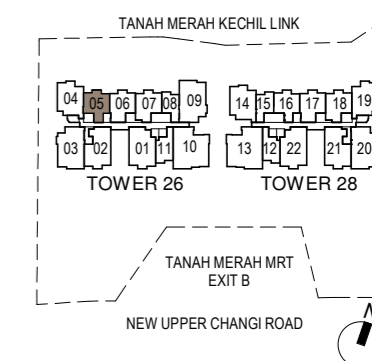 TANAH MERAH KECHIL LINK
04 05 06 07 08 09 14 15 16 17 18 19
03 02 01 11 10 13 12 22 21 20
TOWER 26 TOWER 28
TANAH MERAH MRT
EXIT B
NEW UPPER CHANGI ROAD
N